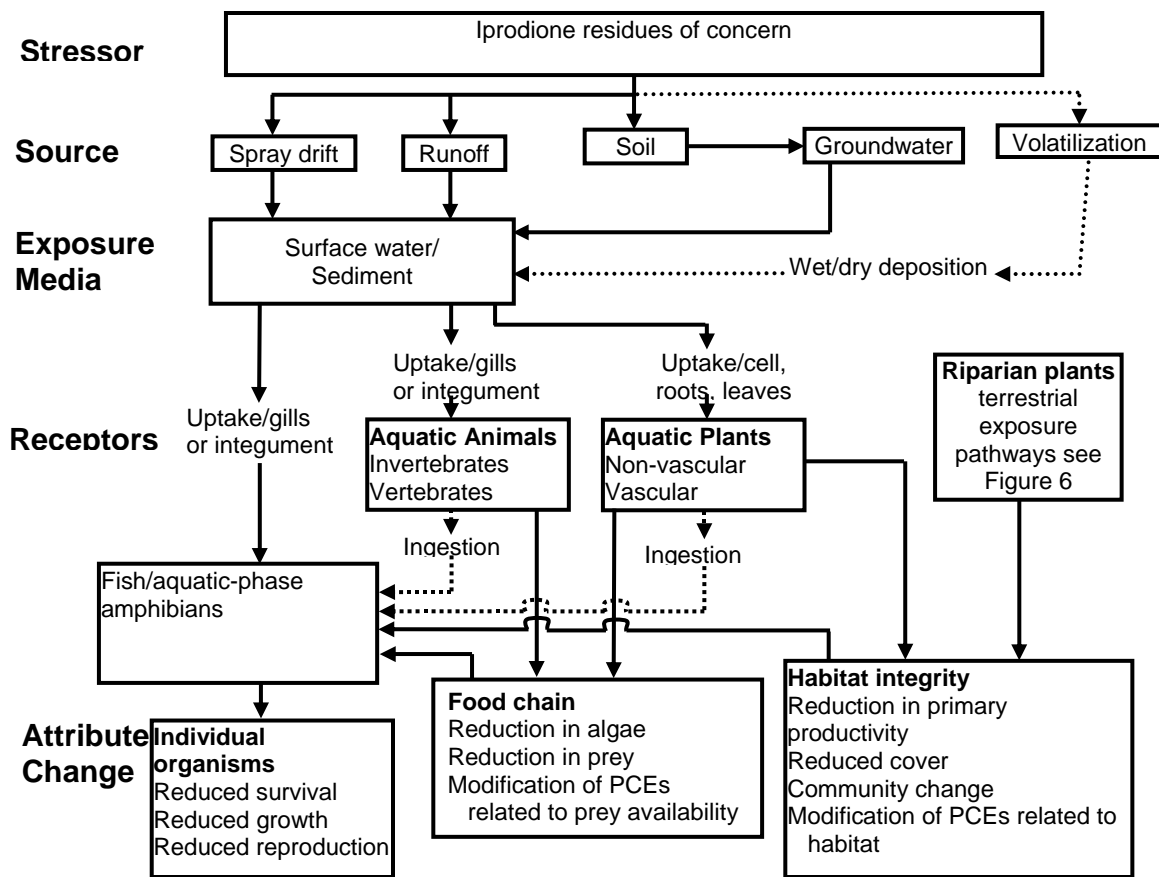 Stressor
Iprodione residues of concern
Source
Spray drift
Runoff
Soil
Groundwater
Volatilization
Exposure
Media
Surface water/
Sediment
Wet/dry deposition
Receptors
Uptake/gills
or integument
Uptake/gills
or integument
Uptake/cell,
roots, leaves
Riparian plants
terrestrial
exposure
pathways see
Figure 6
Aquatic Animals
Invertebrates
Vertebrates
Aquatic Plants
Non-vascular
Vascular
Ingestion
Ingestion
Fish/aquatic-phase
amphibians
Attribute
Change
Individual
organisms
Reduced survival
Reduced growth
Reduced reproduction
Food chain
Reduction in algae
Reduction in prey
Modification of PCEs
related to prey availability
Habitat integrity
Reduction in primary
productivity
Reduced cover
Community change
Modification of PCEs related to
habitat